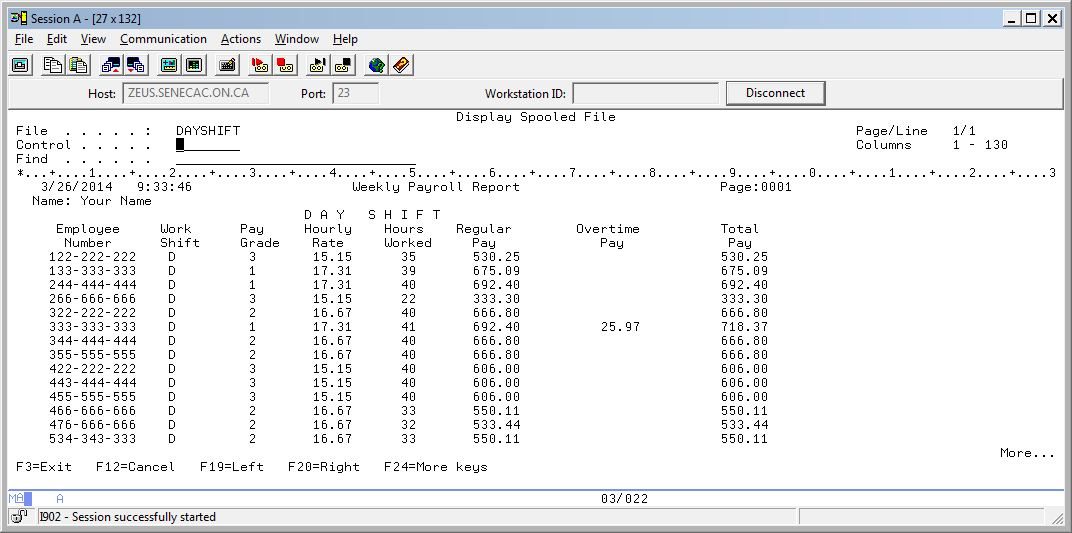 Session A - [27 x 132]
File Edit View Communication Actions Window Help
Host: ZEUS.SENECAC.ON.CA Port: 23 Workstation ID: Disconnect
Display Spooled File
File . . . . . : DAYSHIFT Page/Line 1/1
Control . . . . . Columns 1 - 130
Find . . . . . .
*...+....1....+....2....+....3....+....4....+....5....+....6....+....7....+....8....+....9....+....0....+....1....+....2....+....3
3/26/2014 9:33:46 Weekly Payroll Report Page:0001
Name: Your Name
D A Y S H I F T
Employee Work Pay Hourly Hours Regular Overtime Total
Number Shift Grade Rate Worked Pay Pay Pay
122-222-222 D 3 15.15 35 530.25 530.25
133-333-333 D 1 17.31 39 675.09 675.09
244-444-444 D 1 17.31 40 692.40 692.40
266-666-666 D 3 15.15 22 333.30 333.30
322-222-222 D 2 16.67 40 666.80 666.80
333-333-333 D 1 17.31 41 692.40 25.97 718.37
344-444-444 D 2 16.67 40 666.80 666.80
355-555-555 D 2 16.67 40 666.80 666.80
422-222-222 D 3 15.15 40 606.00 606.00
443-444-444 D 3 15.15 40 606.00 606.00
455-555-555 D 3 15.15 40 606.00 606.00
466-666-666 D 2 16.67 33 550.11 550.11
476-666-666 D 2 16.67 32 533.44 533.44
534-343-333 D 2 16.67 33 550.11 550.11
More...
F3=Exit F12=Cancel F19=Left F20=Right F24=More keys
MA A 03/022
I902 - Session successfully started